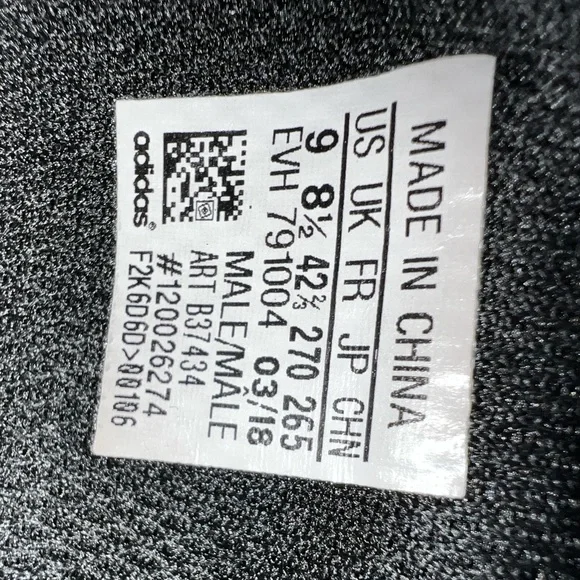 MADE IN CHINA
US UK FR JP CHN
9 8½ 42⅔ 270 265
EVH 791004 03/18
MALE/MÂLE
ART B37434
#120026274
F2K6D6D>00106
adidas®